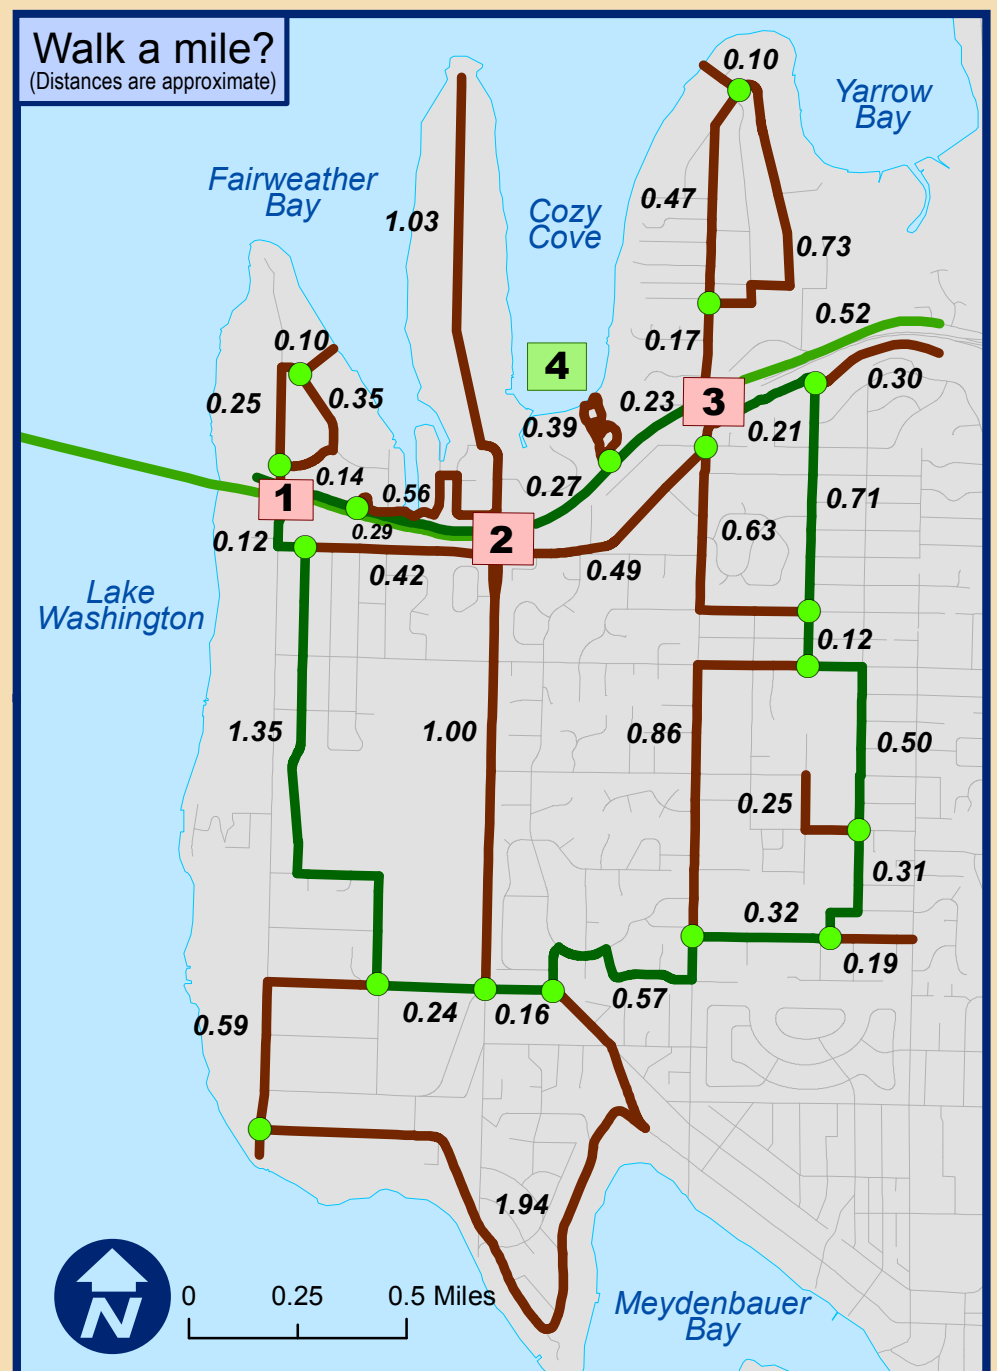 Walk a mile?
(Distances are approximate)
0.10
Yarrow
Bay
Fairweather
Bay
0.47
1.03
Cozy
Cove
0.73
0.52
0.10
0.17
4
0.30
0.25
0.35
0.23
3
0.39
0.21
0.14
0.56
0.27
1
0.71
0.29
2
0.63
0.12
0.42
0.49
Lake
Washington
0.12
1.35
1.00
0.86
0.50
0.25
0.31
0.32
0.19
0.57
0.24
0.16
0.59
1.94
N
0 0.25 0.5 Miles
Meydenbauer
Bay